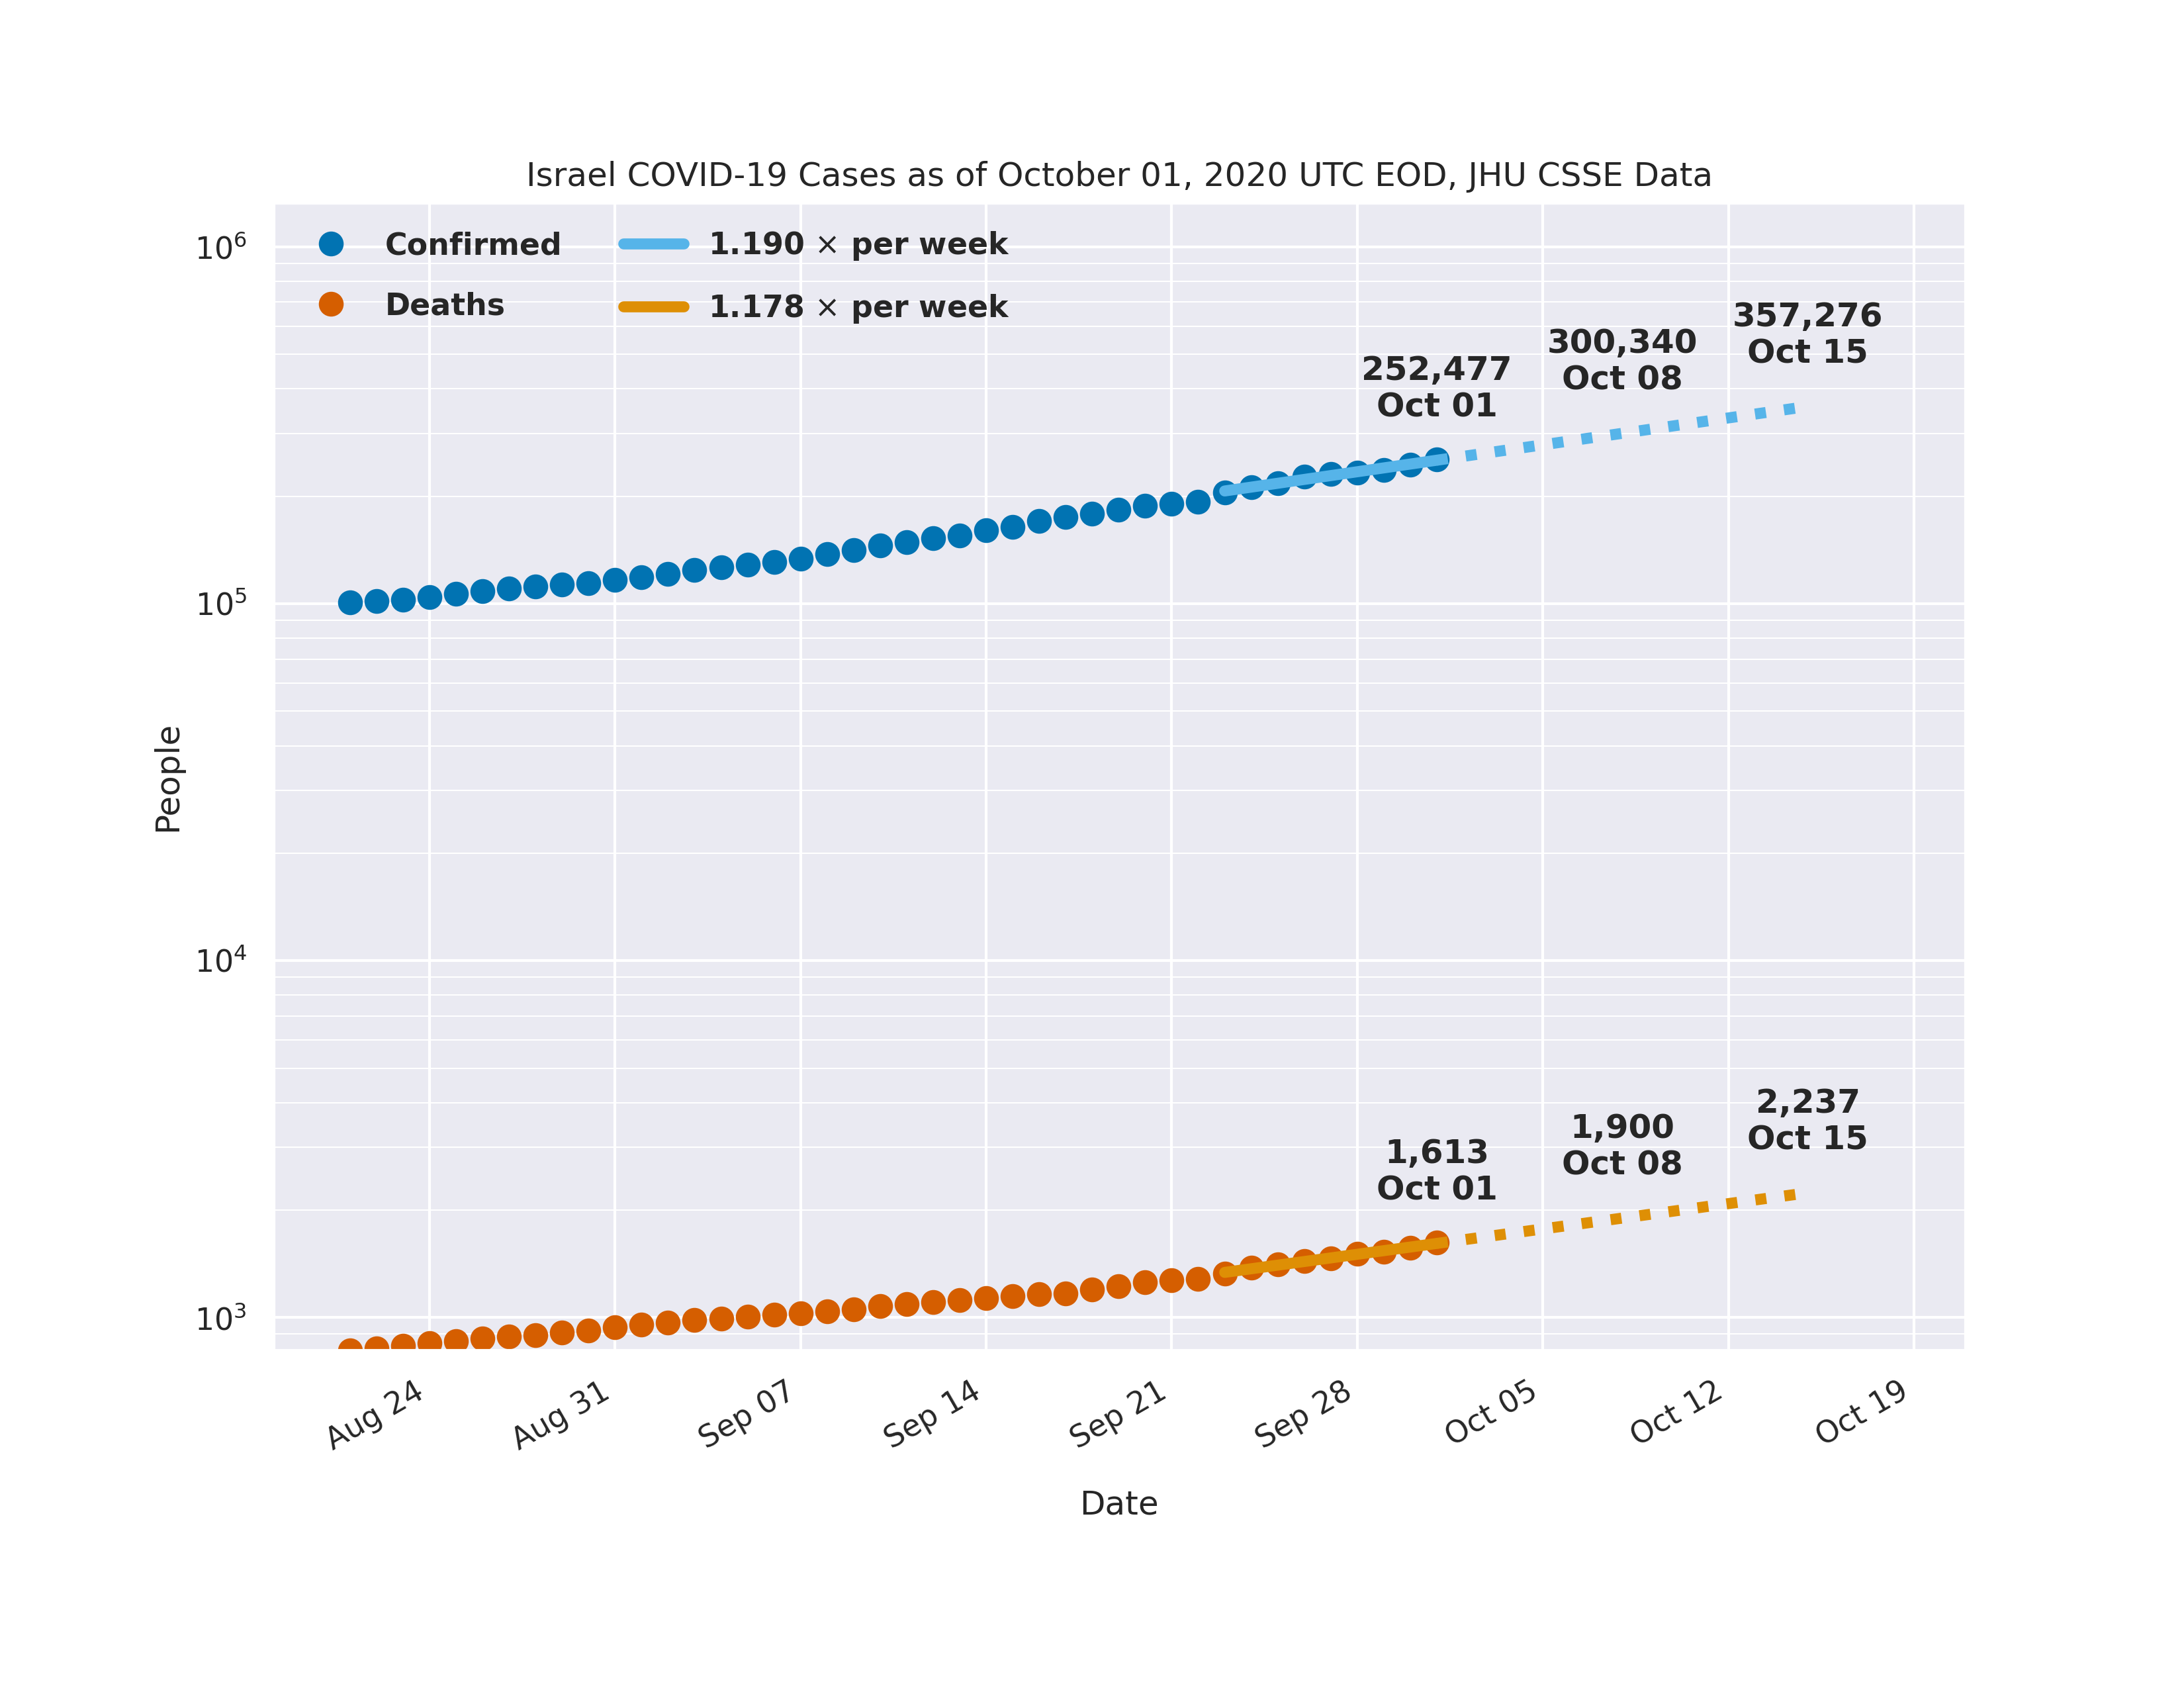 Israel COVID-19 Cases as of October 01, 2020 UTC EOD, JHU CSSE Data
Confirmed
Deaths
1.190 × per week
1.178 × per week
10⁶
10⁵
10⁴
10³
People
252,477
Oct 01
300,340
Oct 08
357,276
Oct 15
1,613
Oct 01
1,900
Oct 08
2,237
Oct 15
Aug 24
Aug 31
Sep 07
Sep 14
Sep 21
Sep 28
Oct 05
Oct 12
Oct 19
Date